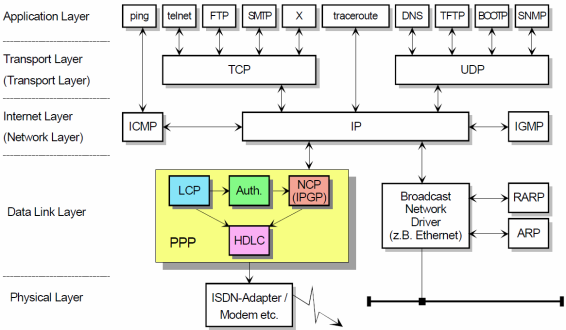 Application Layer
ping telnet FTP SMTP X traceroute DNS TFTP BOOTP SNMP
Transport Layer
(Transport Layer)
TCP UDP
Internet Layer
(Network Layer)
ICMP IP IGMP
LCP Auth. NCP
(IPGP)
Data Link Layer
Broadcast
Network
Driver
(z.B. Ethernet)
RARP
ARP
HDLC
PPP
Physical Layer
ISDN-Adapter /
Modem etc.